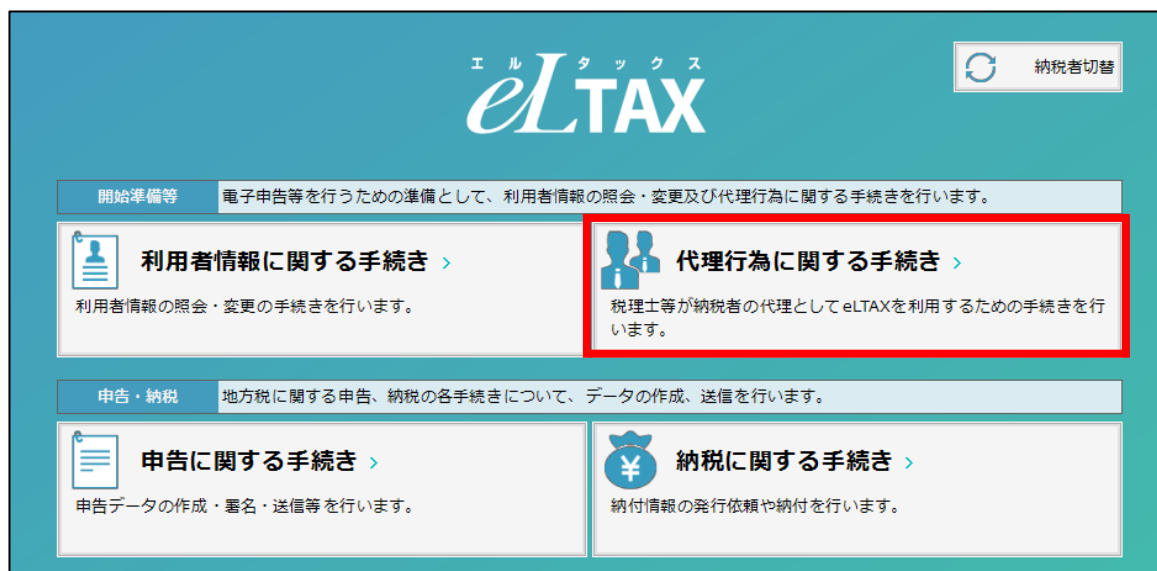 エルタックス
eLTAX
納税者切替
開始準備等 電子申告等を行うための準備として、利用者情報の照会・変更及び代理行為に関する手続きを行います。
利用者情報に関する手続き >
利用者情報の照会・変更の手続きを行います。
代理行為に関する手続き >
税理士等が納税者の代理としてeLTAXを利用するための手続きを行
います。
申告・納税 地方税に関する申告、納税の各手続きについて、データの作成、送信を行います。
申告に関する手続き >
申告データの作成・署名・送信等を行います。
¥
納税に関する手続き >
納付情報の発行依頼や納付を行います。